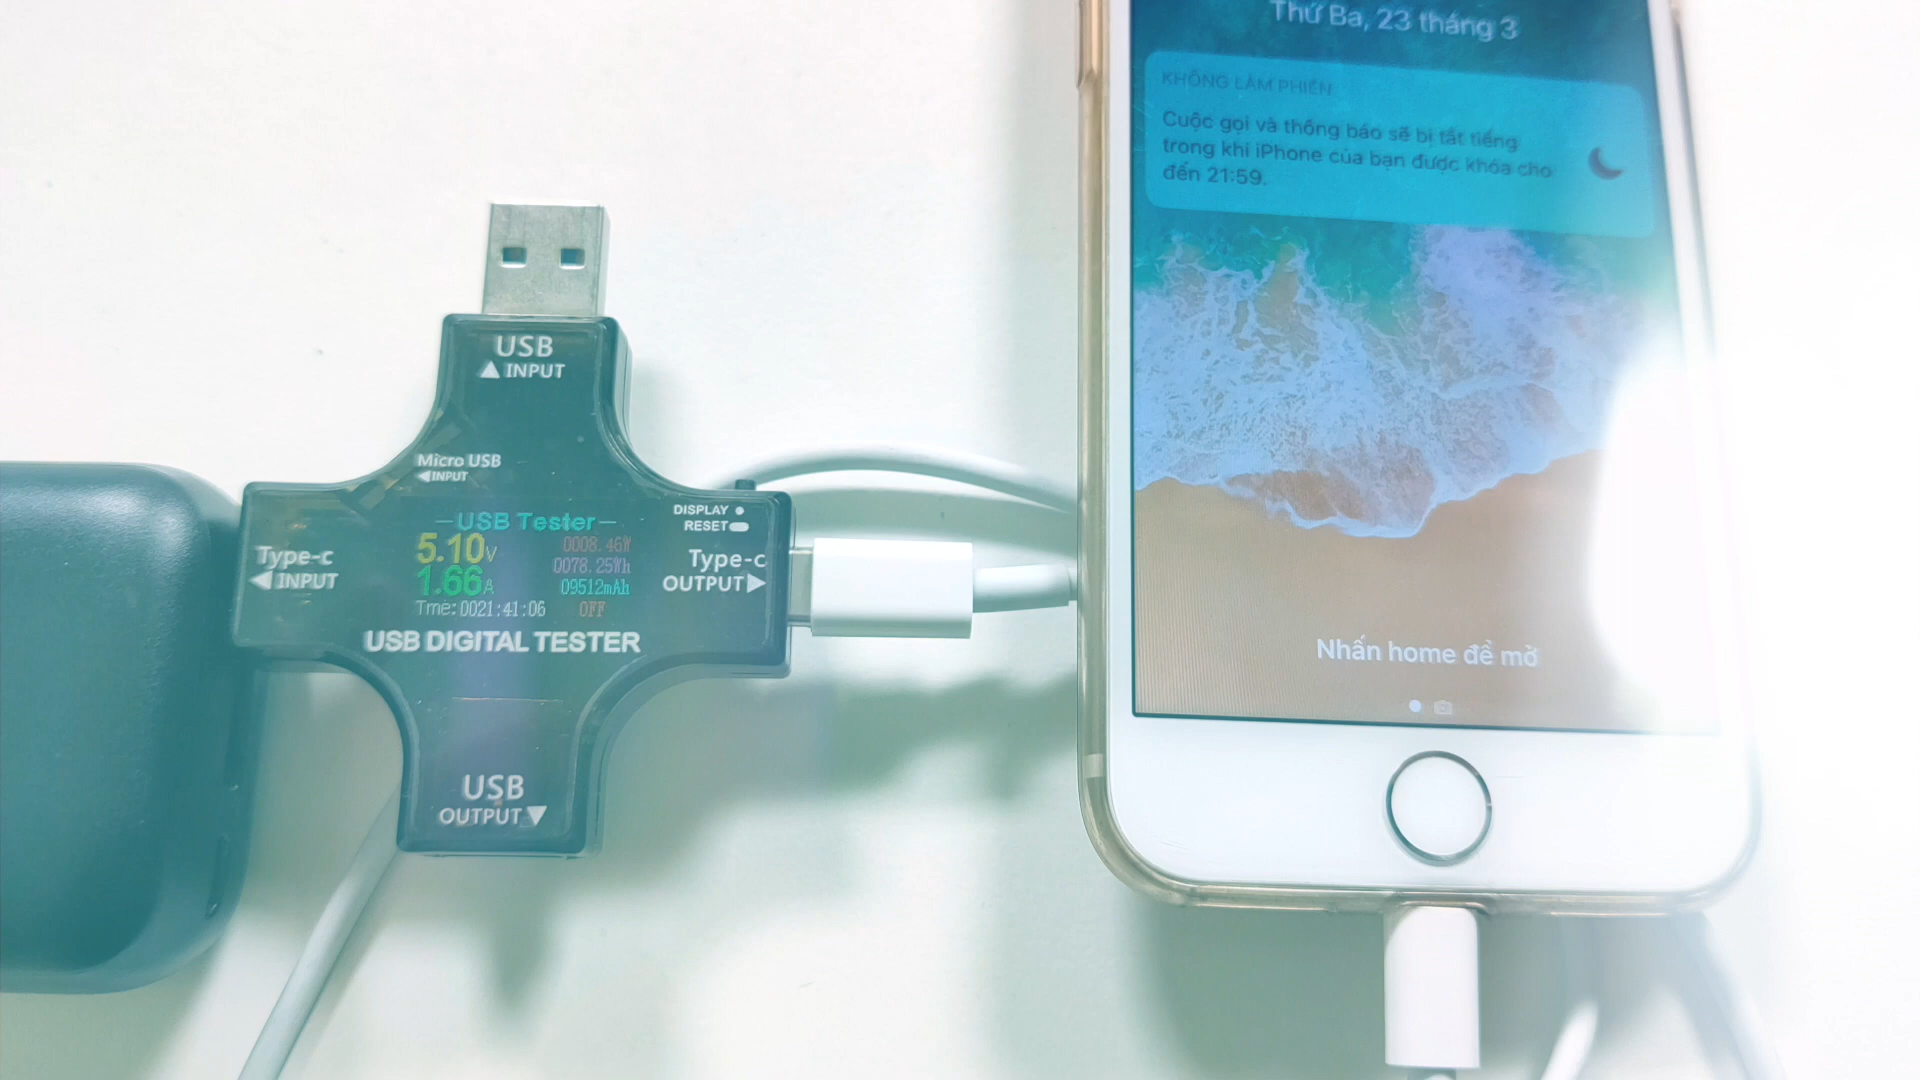 USB
▲ INPUT
Micro USB
◀ INPUT
DISPLAY ●
RESET
Type-c
◀ INPUT
—USB Tester—
5.10V
0008.46W
0078.25Wh
1.66A
09512mAh
Tme:0021:41:06
OFF
Type-c
OUTPUT ▶
USB DIGITAL TESTER
USB
OUTPUT ▼
Thứ Ba, 23 tháng 3
KHÔNG LÀM PHIỀN
Cuộc gọi và thông báo sẽ bị tắt tiếng
trong khi iPhone của bạn được khóa cho
đến 21:59.
Nhấn home để mở